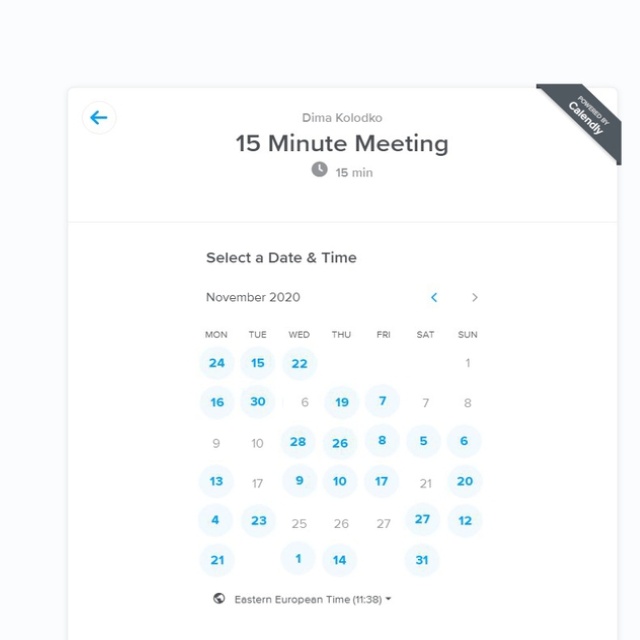 POWERED BY
Calendly
Dima Kolodko
15 Minute Meeting
15 min
Select a Date & Time
November 2020
MON TUE WED THU FRI SAT SUN
24 15 22 1
16 30 6 19 7 7 8
9 10 28 26 8 5 6
13 17 9 10 17 21 20
4 23 25 26 27 27 12
21 1 14 31
Eastern European Time (11:38)